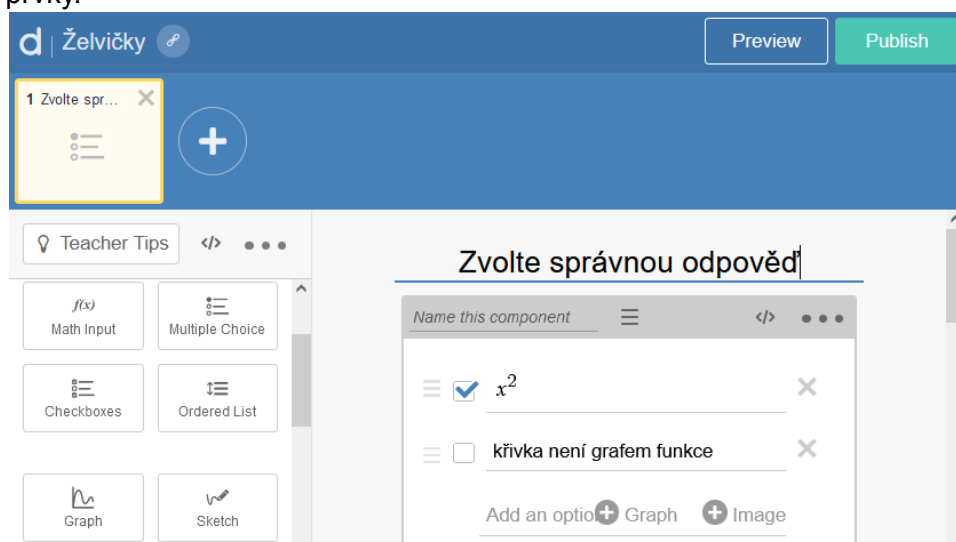 prvky.
d | Želvičky
Preview
Publish
1 Zvolte spr...
Teacher Tips </>
Zvolte správnou odpověď
f(x)
Math Input
Multiple Choice
Name this component </>
Checkboxes
Ordered List
x²
křivka není grafem funkce
Graph
Sketch
Add an optio Graph Image